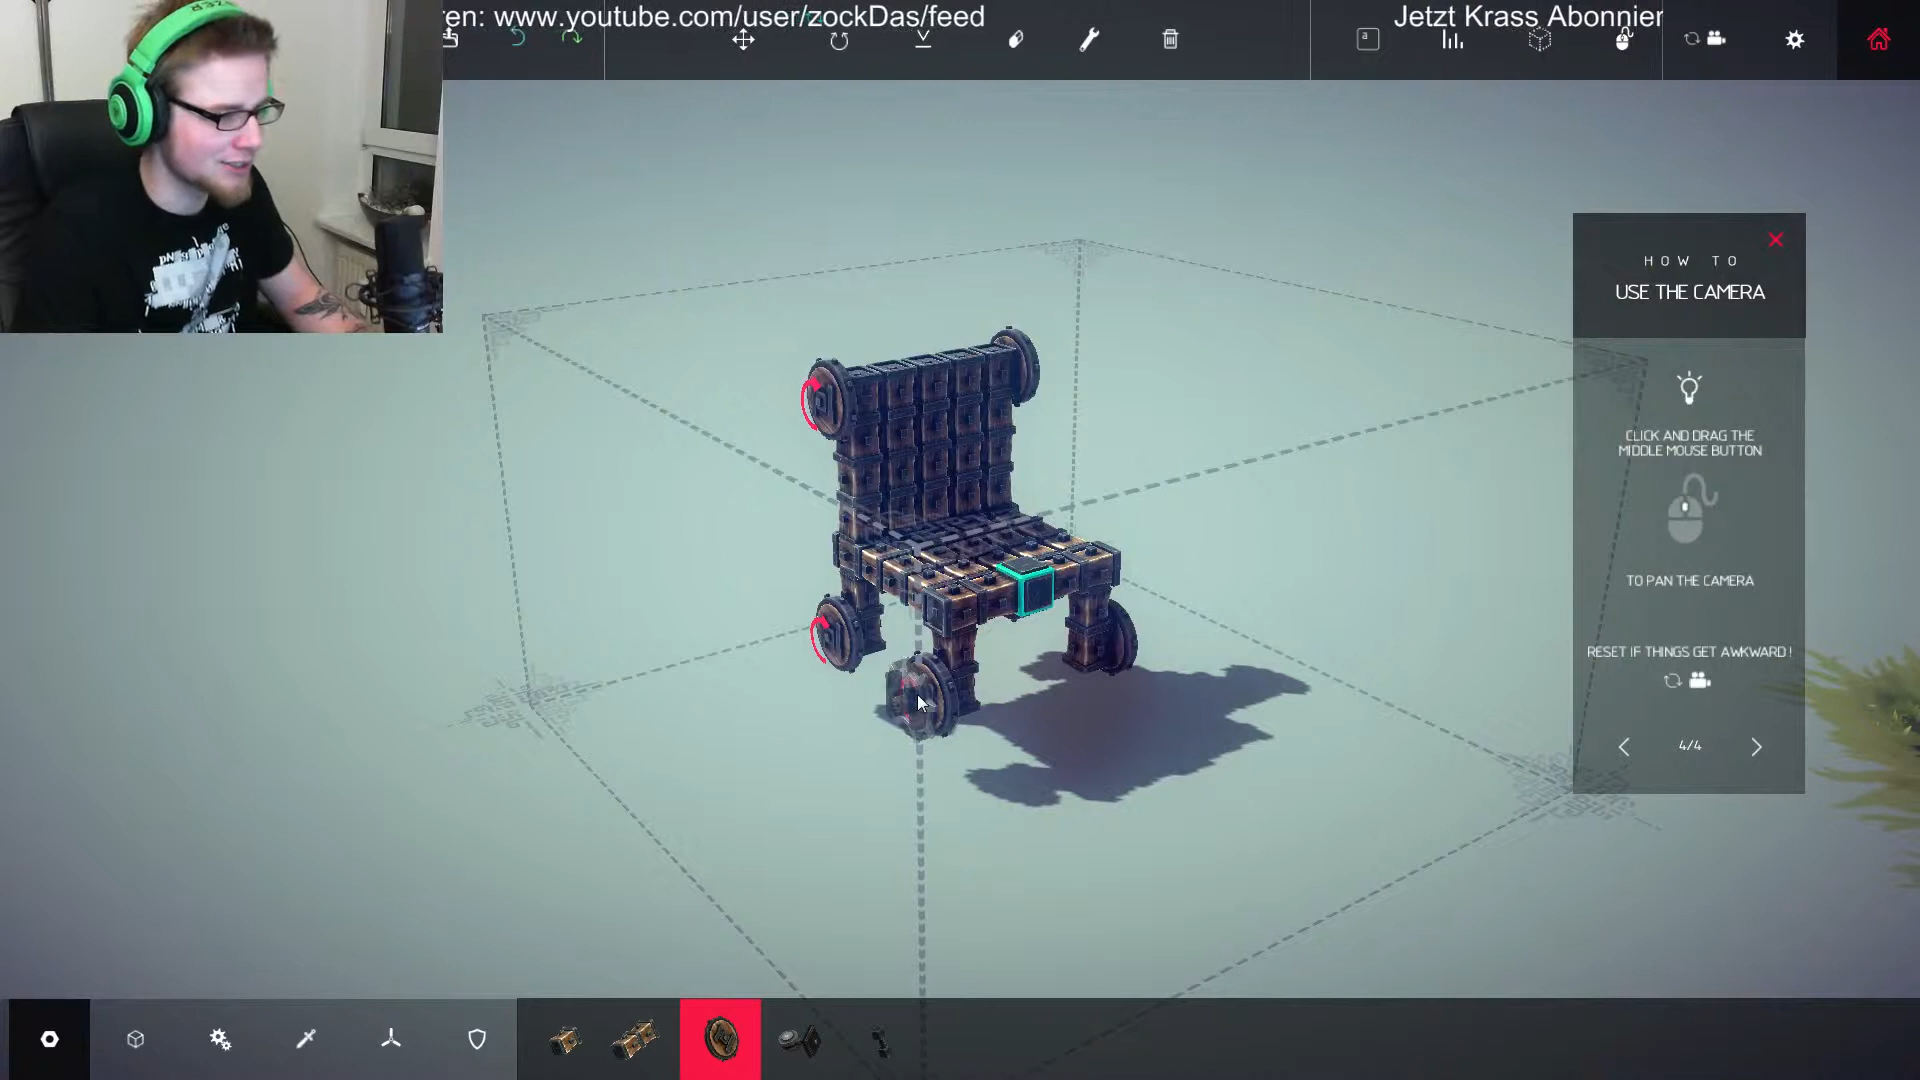 en: www.youtube.com/user/zockDas/feed
Jetzt Krass Abonnier
a
HOW TO
USE THE CAMERA
CLICK AND DRAG THE
MIDDLE MOUSE BUTTON
TO PAN THE CAMERA
RESET IF THINGS GET AWKWARD!
4/4